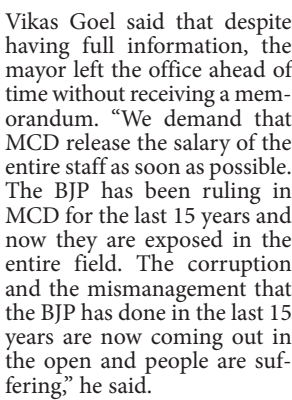 Vikas Goel said that despite
having full information, the
mayor left the office ahead of
time without receiving a mem-
orandum. “We demand that
MCD release the salary of the
entire staff as soon as possible.
The BJP has been ruling in
MCD for the last 15 years and
now they are exposed in the
entire field. The corruption
and the mismanagement that
the BJP has done in the last 15
years are now coming out in
the open and people are suf-
fering,” he said.